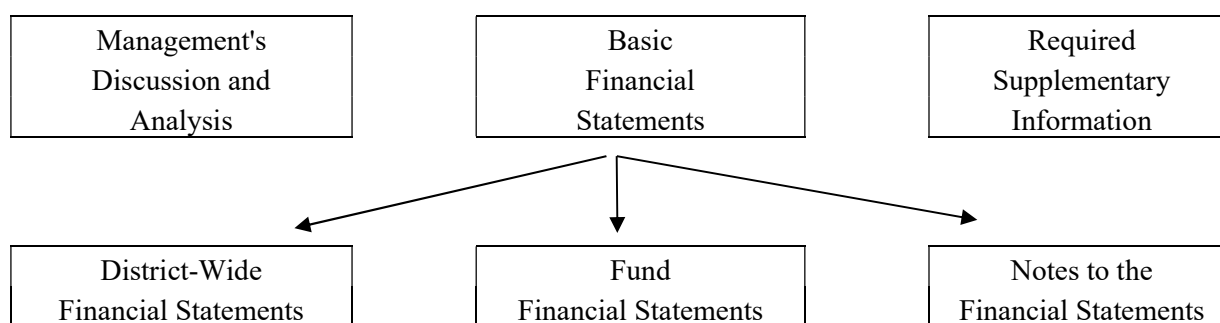 Management's
Discussion and
Analysis
Basic
Financial
Statements
Required
Supplementary
Information
District-Wide
Financial Statements
Fund
Financial Statements
Notes to the
Financial Statements